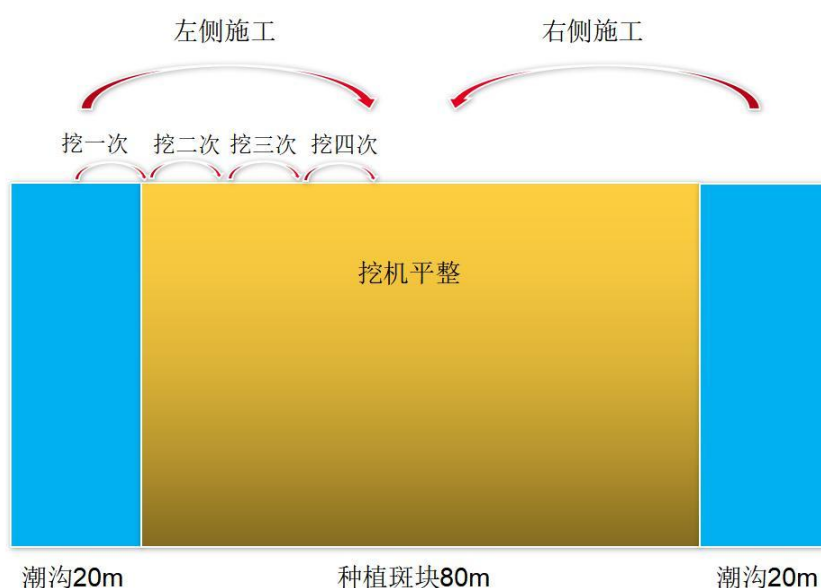 左侧施工
右侧施工
挖一次 挖二次 挖三次 挖四次
挖机平整
潮沟20m
种植斑块80m
潮沟20m